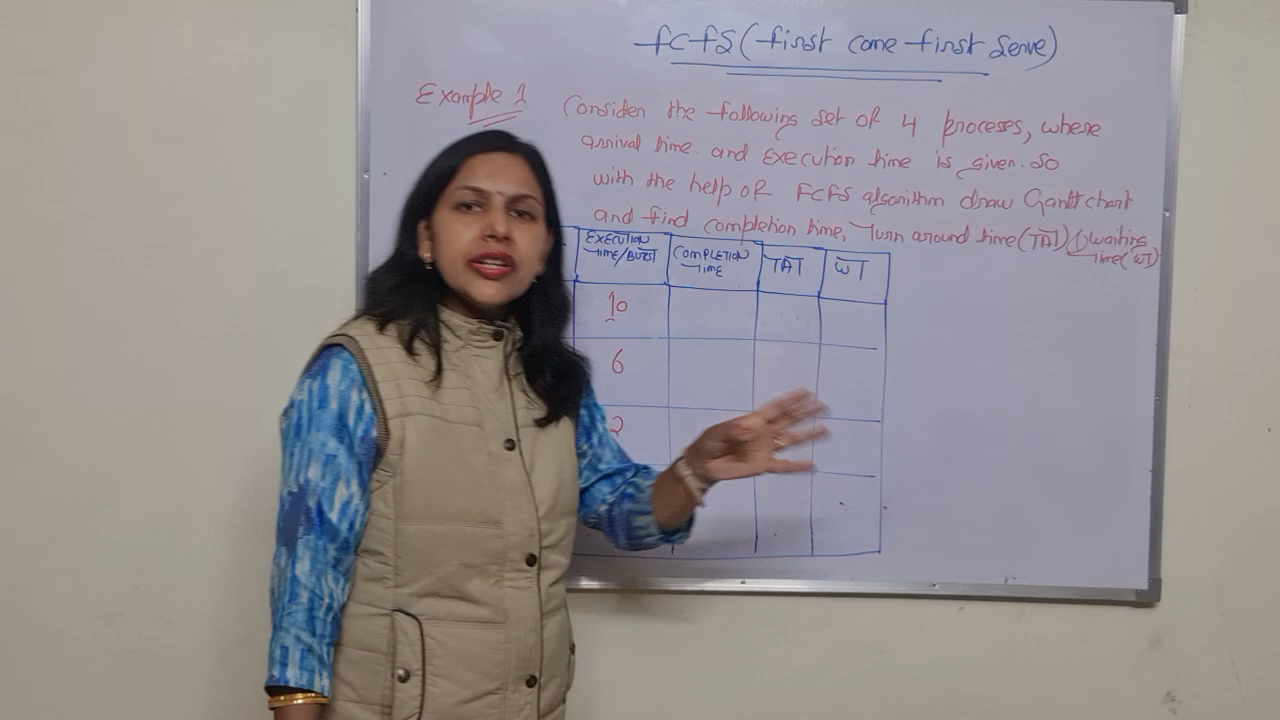 FCFS (first come first serve)
Example 1
Consider the following set of 4 proceses, where
arrival time and execution time is given. So
with the help of FCFS algorithm draw Gantt chart
and find completion time, Turn around time (TAT) & waiting
time (WT)
EXECUTION TIME/BURST
COMPLETION TIME
TAT
WT
10
6
2